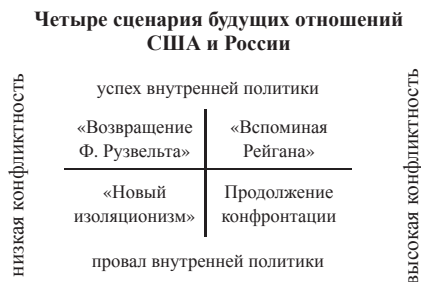 Четыре сценария будущих отношений
США и России
низкая конфликтность
успех внутренней политики
«Возвращение
Ф. Рузвельта»
«Вспоминая
Рейгана»
«Новый
изоляционизм»
Продолжение
конфронтации
провал внутренней политики
высокая конфликтность